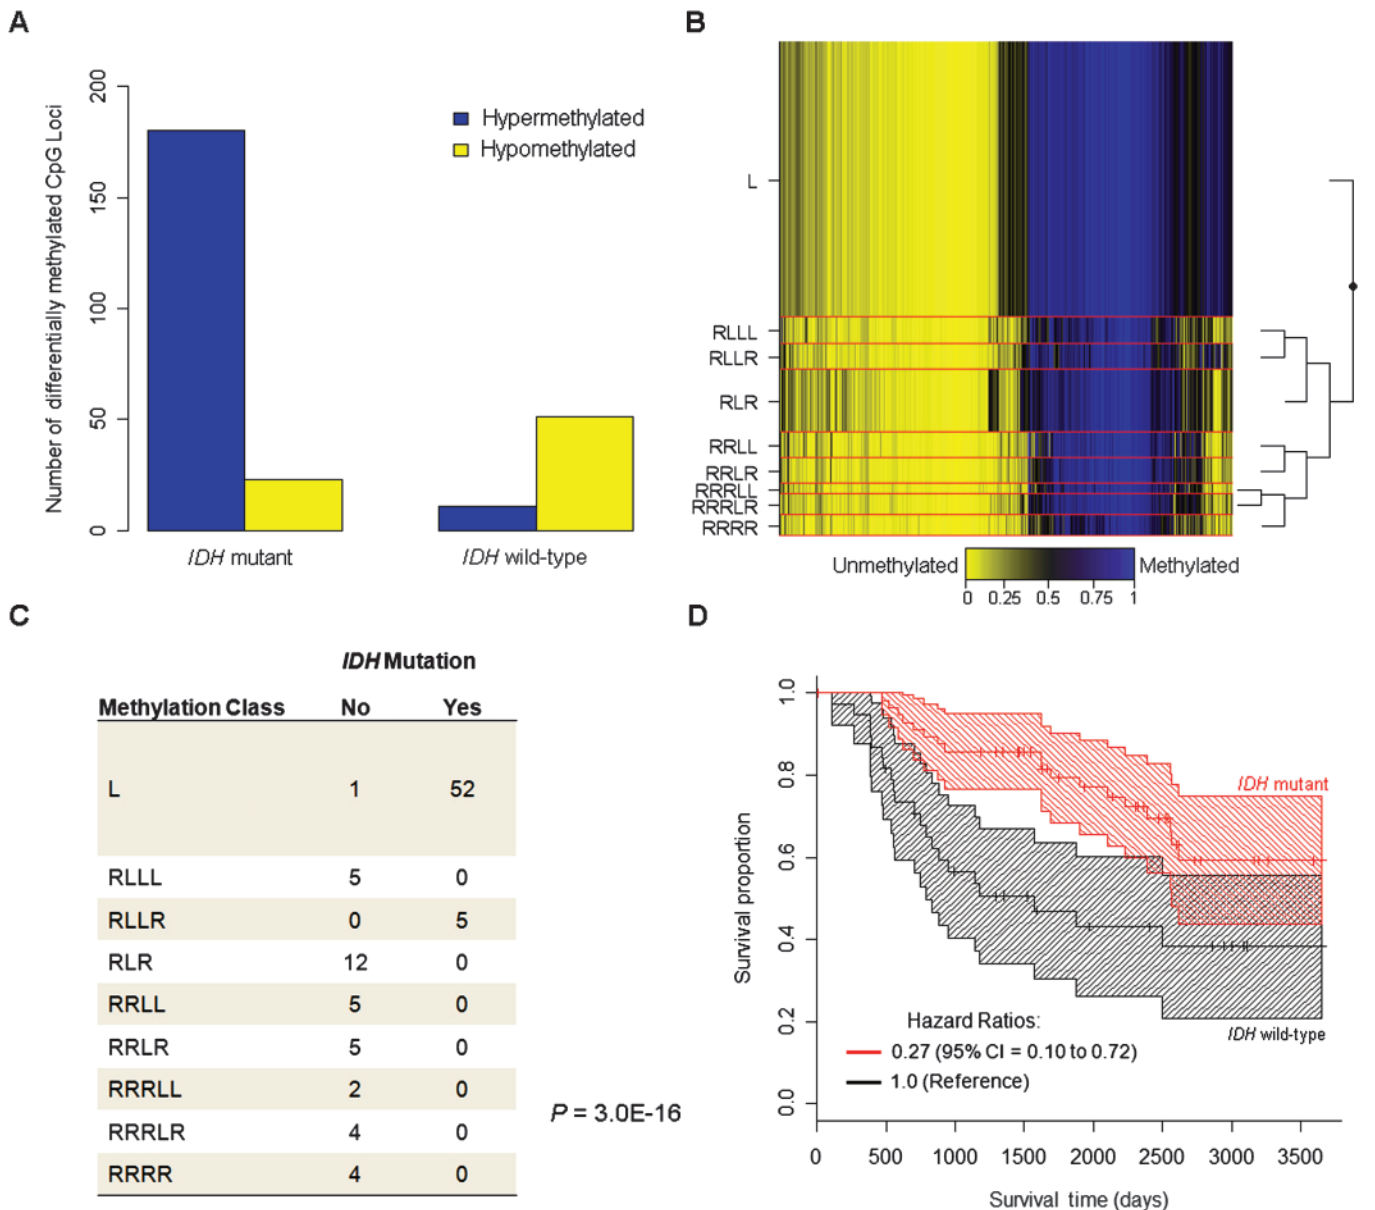 A
Number of differentially methylated CpG Loci
200
150
100
50
0
Hypermethylated
Hypomethylated
IDH mutant
IDH wild-type
B
L
RLLL
RLLR
RLR
RRLL
RRLR
RRRLL
RRRLR
RRRR
Unmethylated
Methylated
0 0.25 0.5 0.75 1
C
IDH Mutation
Methylation Class No Yes
L 1 52
RLLL 5 0
RLLR 0 5
RLR 12 0
RRLL 5 0
RRLR 5 0
RRRLL 2 0
RRRLR 4 0
RRRR 4 0
P = 3.0E-16
D
Survival proportion
1.0
0.8
0.6
0.4
0.2
0.0
IDH mutant
IDH wild-type
Hazard Ratios:
0.27 (95% CI = 0.10 to 0.72)
1.0 (Reference)
0 500 1000 1500 2000 2500 3000 3500
Survival time (days)